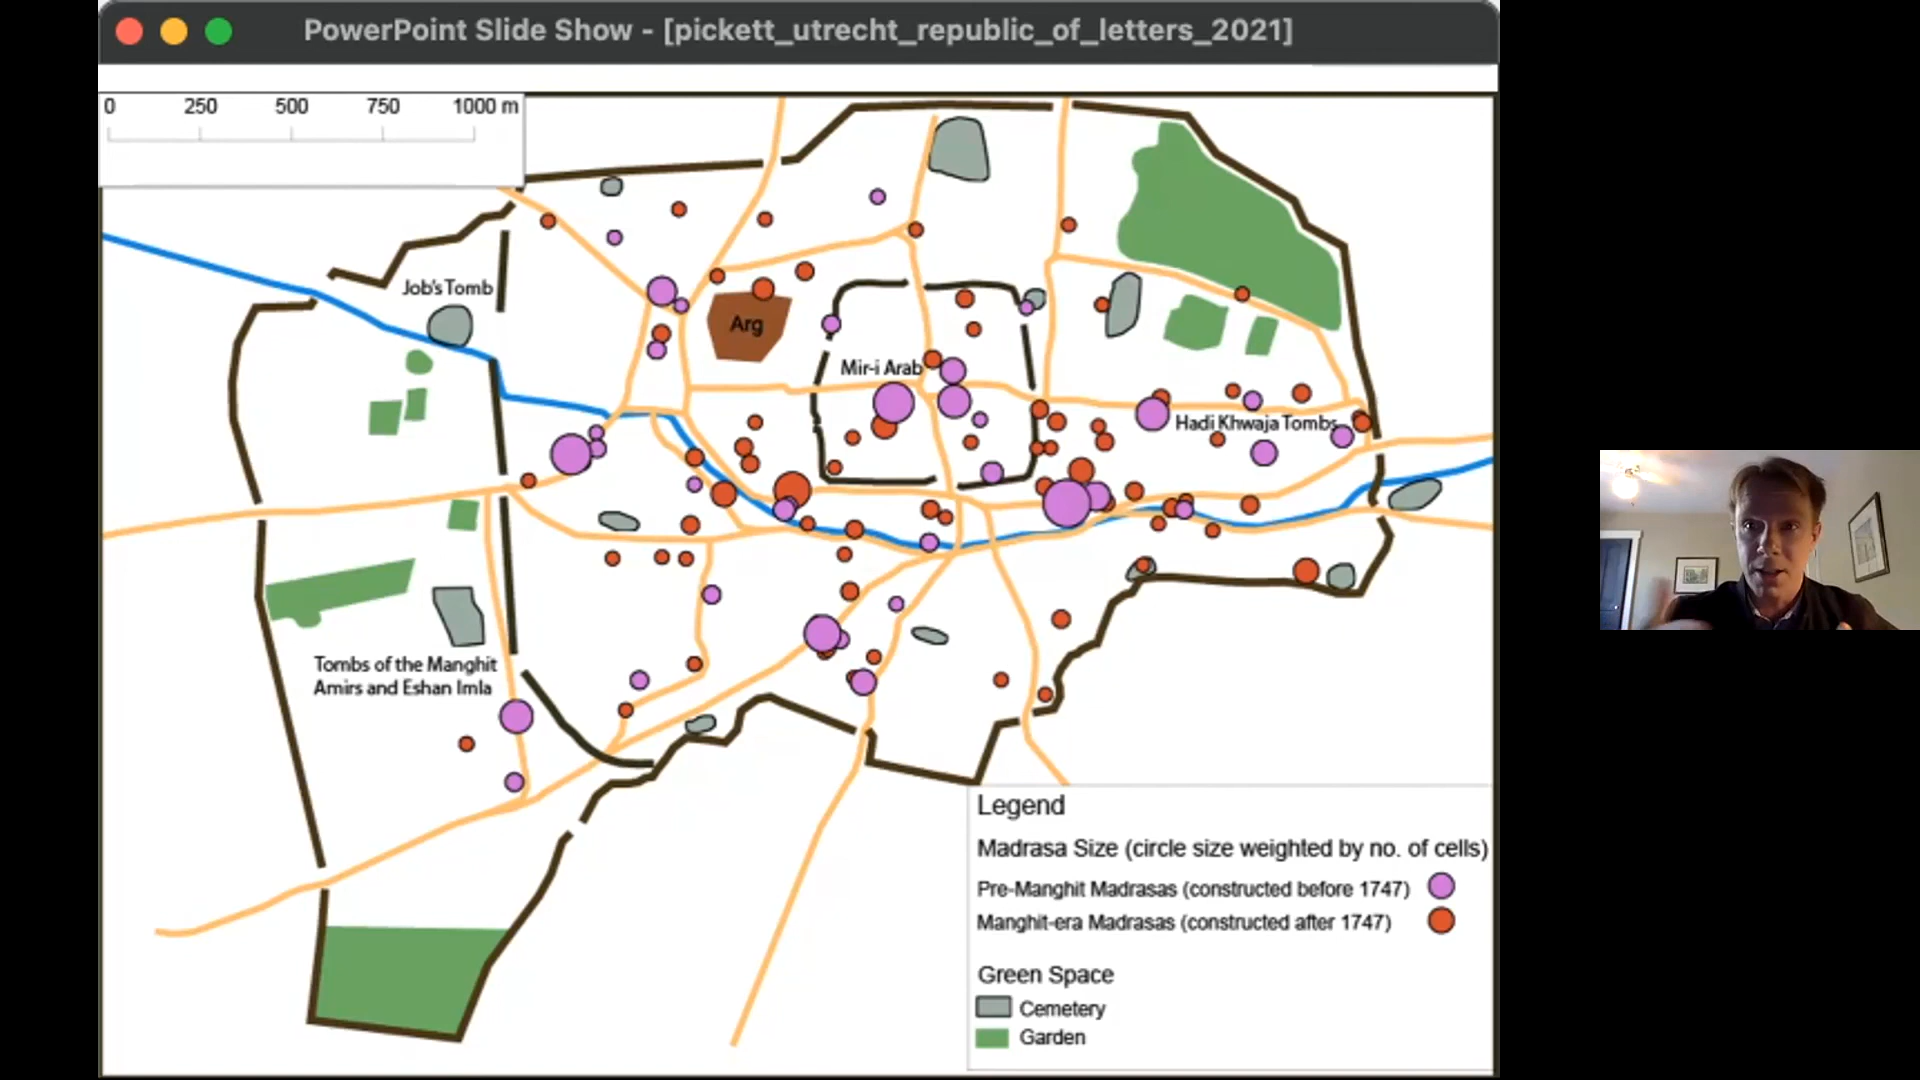 PowerPoint Slide Show - [pickett_utrecht_republic_of_letters_2021]
0 250 500 750 1000 m
Job's Tomb
Arg
Mir-i Arab
Hadi Khwaja Tombs
Tombs of the Manghit
Amirs and Eshan Imla
Legend
Madrasa Size (circle size weighted by no. of cells)
Pre-Manghit Madrasas (constructed before 1747)
Manghit-era Madrasas (constructed after 1747)
Green Space
Cemetery
Garden